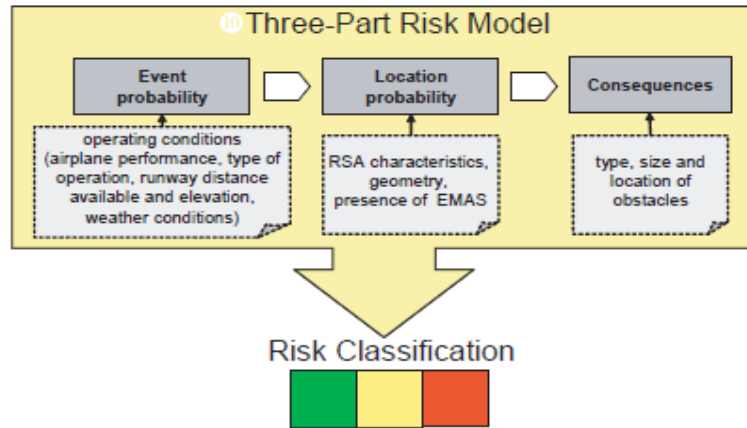 ⑩Three-Part Risk Model
Event
probability
Location
probability
Consequences
operating conditions
(airplane performance, type of
operation, runway distance
available and elevation,
weather conditions)
RSA characteristics,
geometry,
presence of EMAS
type, size and
location of
obstacles
Risk Classification